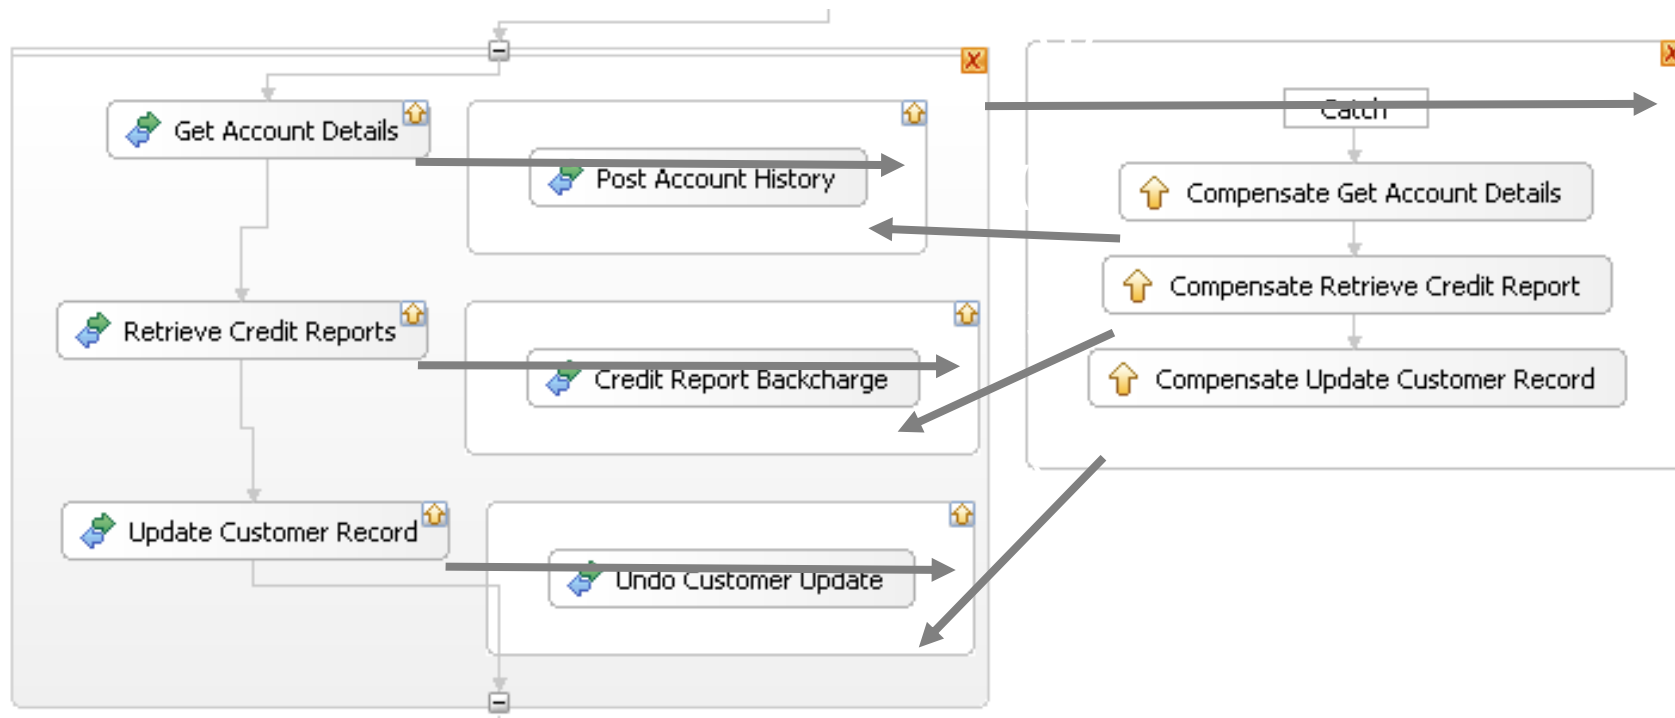 Get Account Details
Post Account History
Retrieve Credit Reports
Credit Report Backcharge
Update Customer Record
Undo Customer Update
Catch
Compensate Get Account Details
Compensate Retrieve Credit Report
Compensate Update Customer Record